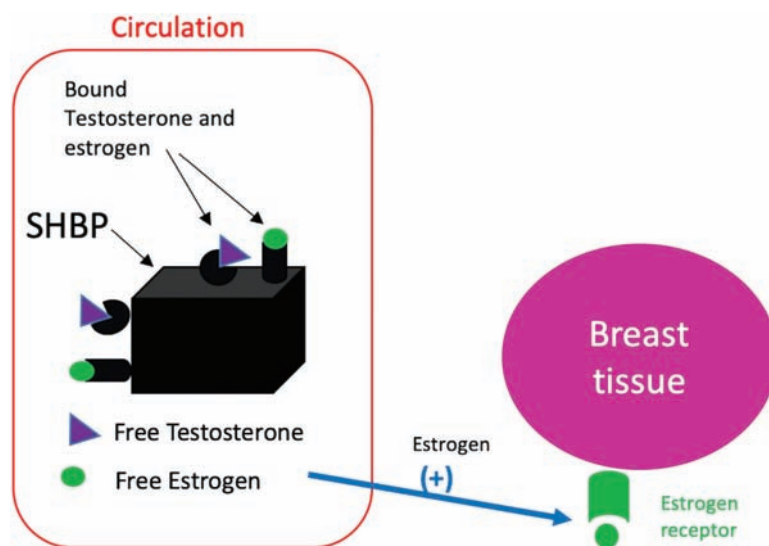 Circulation
Bound
Testosterone and
estrogen
SHBP
Free Testosterone
Free Estrogen
Estrogen
(+)
Breast
tissue
Estrogen
receptor